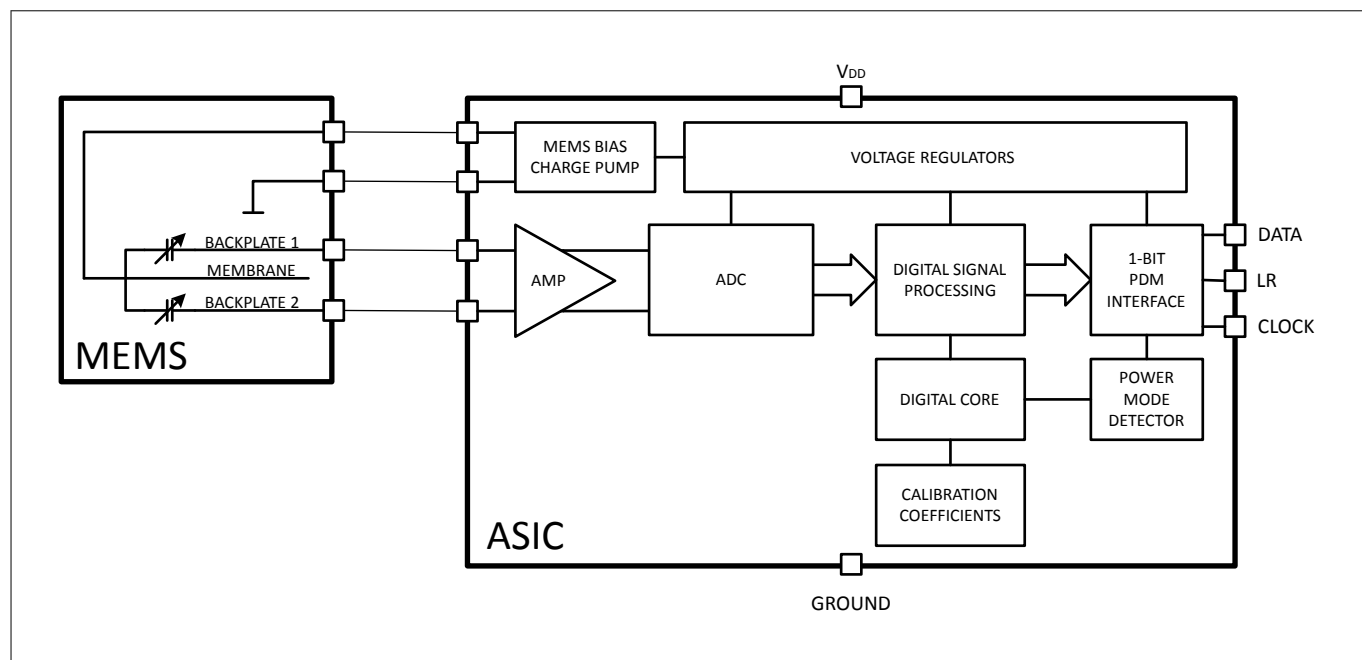 VDD
MEMS BIAS
CHARGE PUMP
VOLTAGE REGULATORS
BACKPLATE 1
MEMBRANE
BACKPLATE 2
MEMS
AMP
ADC
DIGITAL SIGNAL
PROCESSING
1-BIT
PDM
INTERFACE
DATA
LR
CLOCK
DIGITAL CORE
POWER
MODE
DETECTOR
CALIBRATION
COEFFICIENTS
ASIC
GROUND